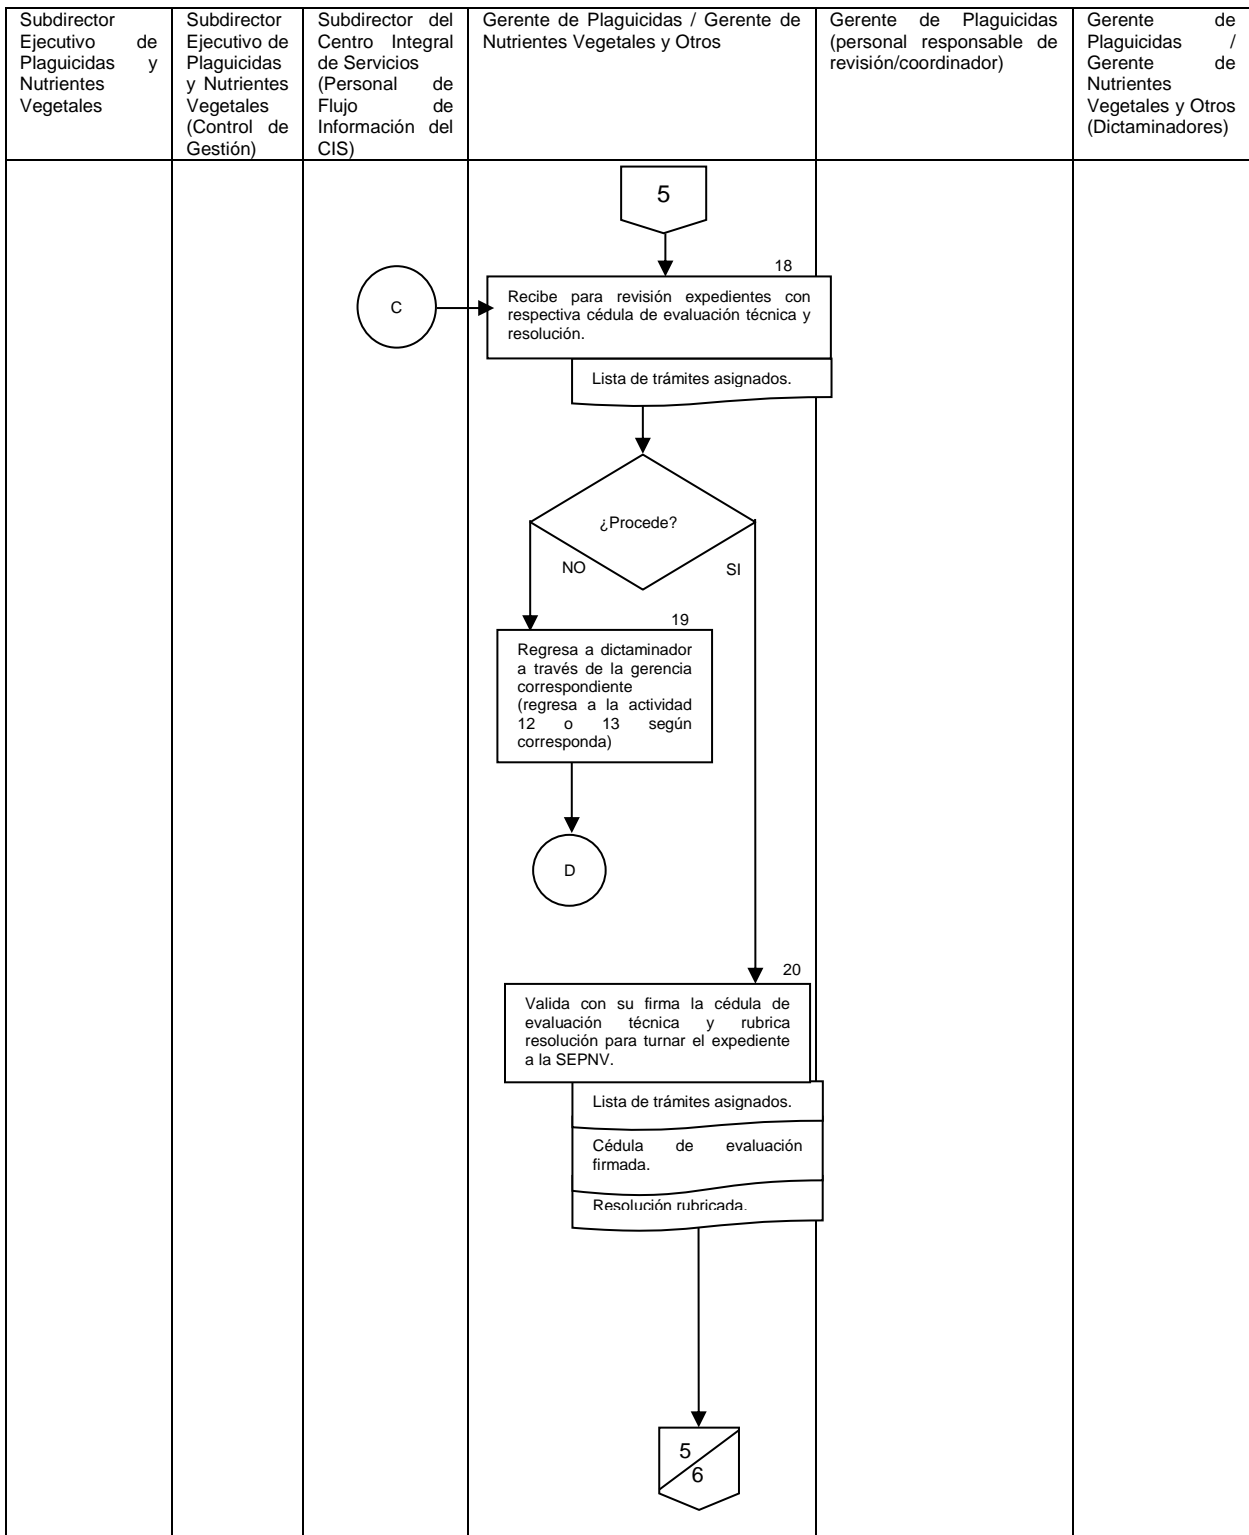 Subdirector
Ejecutivo de
Plaguicidas y
Nutrientes
Vegetales
Subdirector
Ejecutivo de
Plaguicidas
y Nutrientes
Vegetales
(Control de
Gestión)
Subdirector del
Centro Integral
de Servicios
(Personal de
Flujo de
Información del
CIS)
Gerente de Plaguicidas / Gerente de
Nutrientes Vegetales y Otros
Gerente de Plaguicidas
(personal responsable de
revisión/coordinador)
Gerente de
Plaguicidas /
Gerente de
Nutrientes
Vegetales y Otros
(Dictaminadores)
5
18
C
Recibe para revisión expedientes con
respectiva cédula de evaluación técnica y
resolución.
Lista de trámites asignados.
¿Procede?
NO
SI
19
Regresa a dictaminador
a través de la gerencia
correspondiente
(regresa a la actividad
12 o 13 según
corresponda)
D
20
Valida con su firma la cédula de
evaluación técnica y rubrica
resolución para turnar el expediente
a la SEPNV.
Lista de trámites asignados.
Cédula de evaluación
firmada.
Resolución rubricada.
5
6